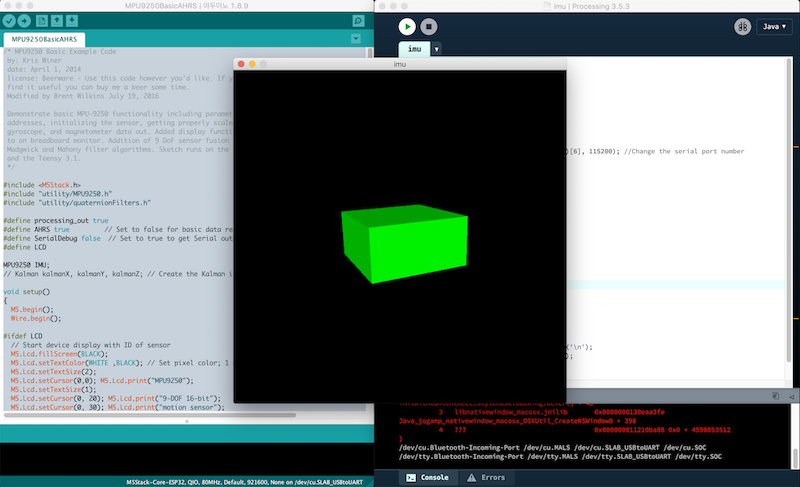 MPU9250BasicAHRS | 아두이노 1.8.9
MPU9250BasicAHRS
/* MPU9250 Basic Example Code
by: Kris Winer
date: April 1, 2014
license: Beerware - Use this code however you'd like. If y
find it useful you can buy me a beer some time.
Modified by Brent Wilkins July 19, 2016
Demonstrate basic MPU-9250 functionality including paramet
addresses, initializing the sensor, getting properly scale
gyroscope, and magnetometer data out. Added display functi
to on breadboard monitor. Addition of 9 DoF sensor fusion
Madgwick and Mahony filter algorithms. Sketch runs on the
and the Teensy 3.1.
*/
#include <M5Stack.h>
#include "utility/MPU9250.h"
#include "utility/quaternionFilters.h"
#define processing_out true
#define AHRS true // Set to false for basic data re
#define SerialDebug false // Set to true to get Serial out
#define LCD
MPU9250 IMU;
// Kalman kalmanX, kalmanY, kalmanZ; // Create the Kalman i
void setup()
{
M5.begin();
Wire.begin();
#ifdef LCD
// Start device display with ID of sensor
M5.Lcd.fillScreen(BLACK);
M5.Lcd.setTextColor(WHITE ,BLACK); // Set pixel color; 1
M5.Lcd.setTextSize(2);
M5.Lcd.setCursor(0,0); M5.Lcd.print("MPU9250");
M5.Lcd.setTextSize(1);
M5.Lcd.setCursor(0, 20); M5.Lcd.print("9-DOF 16-bit");
M5.Lcd.setCursor(0, 30); M5.Lcd.print("motion sensor");
M5Stack-Core-ESP32, QIO, 80MHz, Default, 921600, None on /dev/cu.SLAB_USBtoUART
imu
imu | Processing 3.5.3
Java
imu
)[6], 115200); //Change the serial port number
('\n');
);
3 libnativewindow_macosx.jnilib 0x0000000130eaa3fe
Java_jogamp_nativewindow_macosx_OSXUtil_CreateNSWindow0 + 398
4 ??? 0x000000011210ba08 0x0 + 4598053512
}
/dev/cu.Bluetooth-Incoming-Port /dev/cu.MALS /dev/cu.SLAB_USBtoUART /dev/cu.SOC
/dev/tty.Bluetooth-Incoming-Port /dev/tty.MALS /dev/tty.SLAB_USBtoUART /dev/tty.SOC
Console
Errors